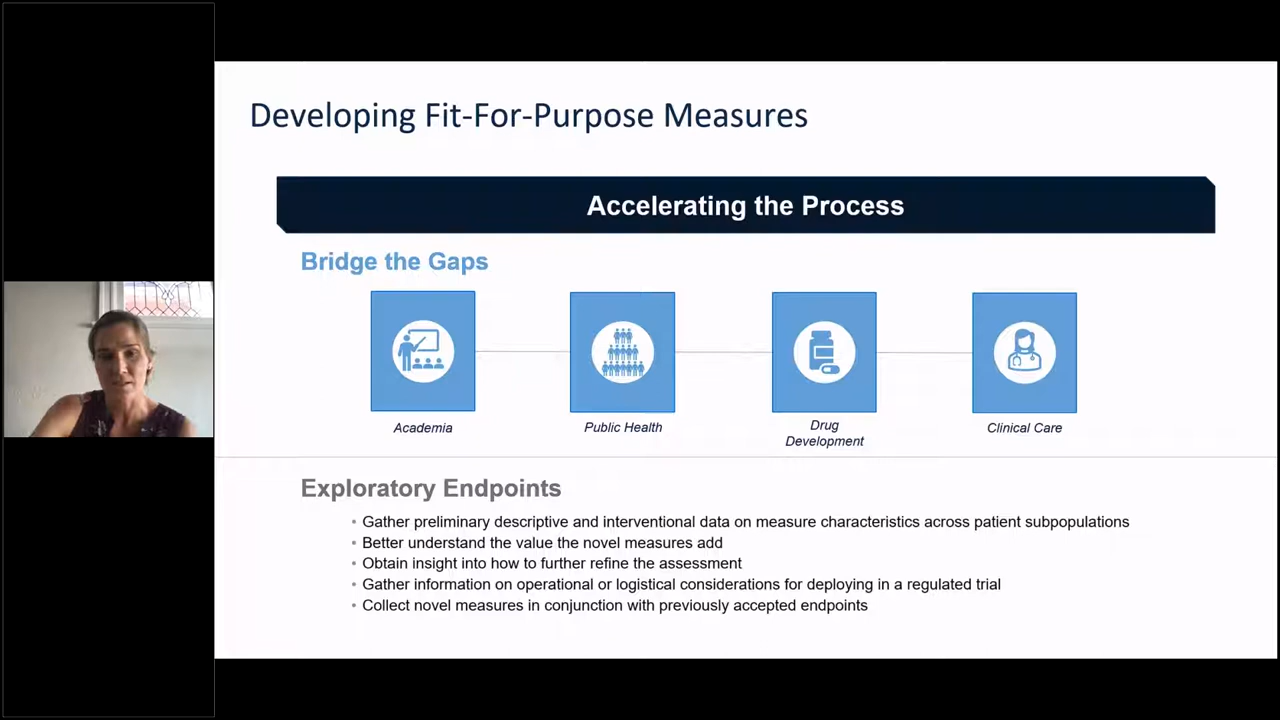 Developing Fit-For-Purpose Measures
Accelerating the Process
Bridge the Gaps
Academia
Public Health
Drug
Development
Clinical Care
Exploratory Endpoints
• Gather preliminary descriptive and interventional data on measure characteristics across patient subpopulations
• Better understand the value the novel measures add
• Obtain insight into how to further refine the assessment
• Gather information on operational or logistical considerations for deploying in a regulated trial
• Collect novel measures in conjunction with previously accepted endpoints